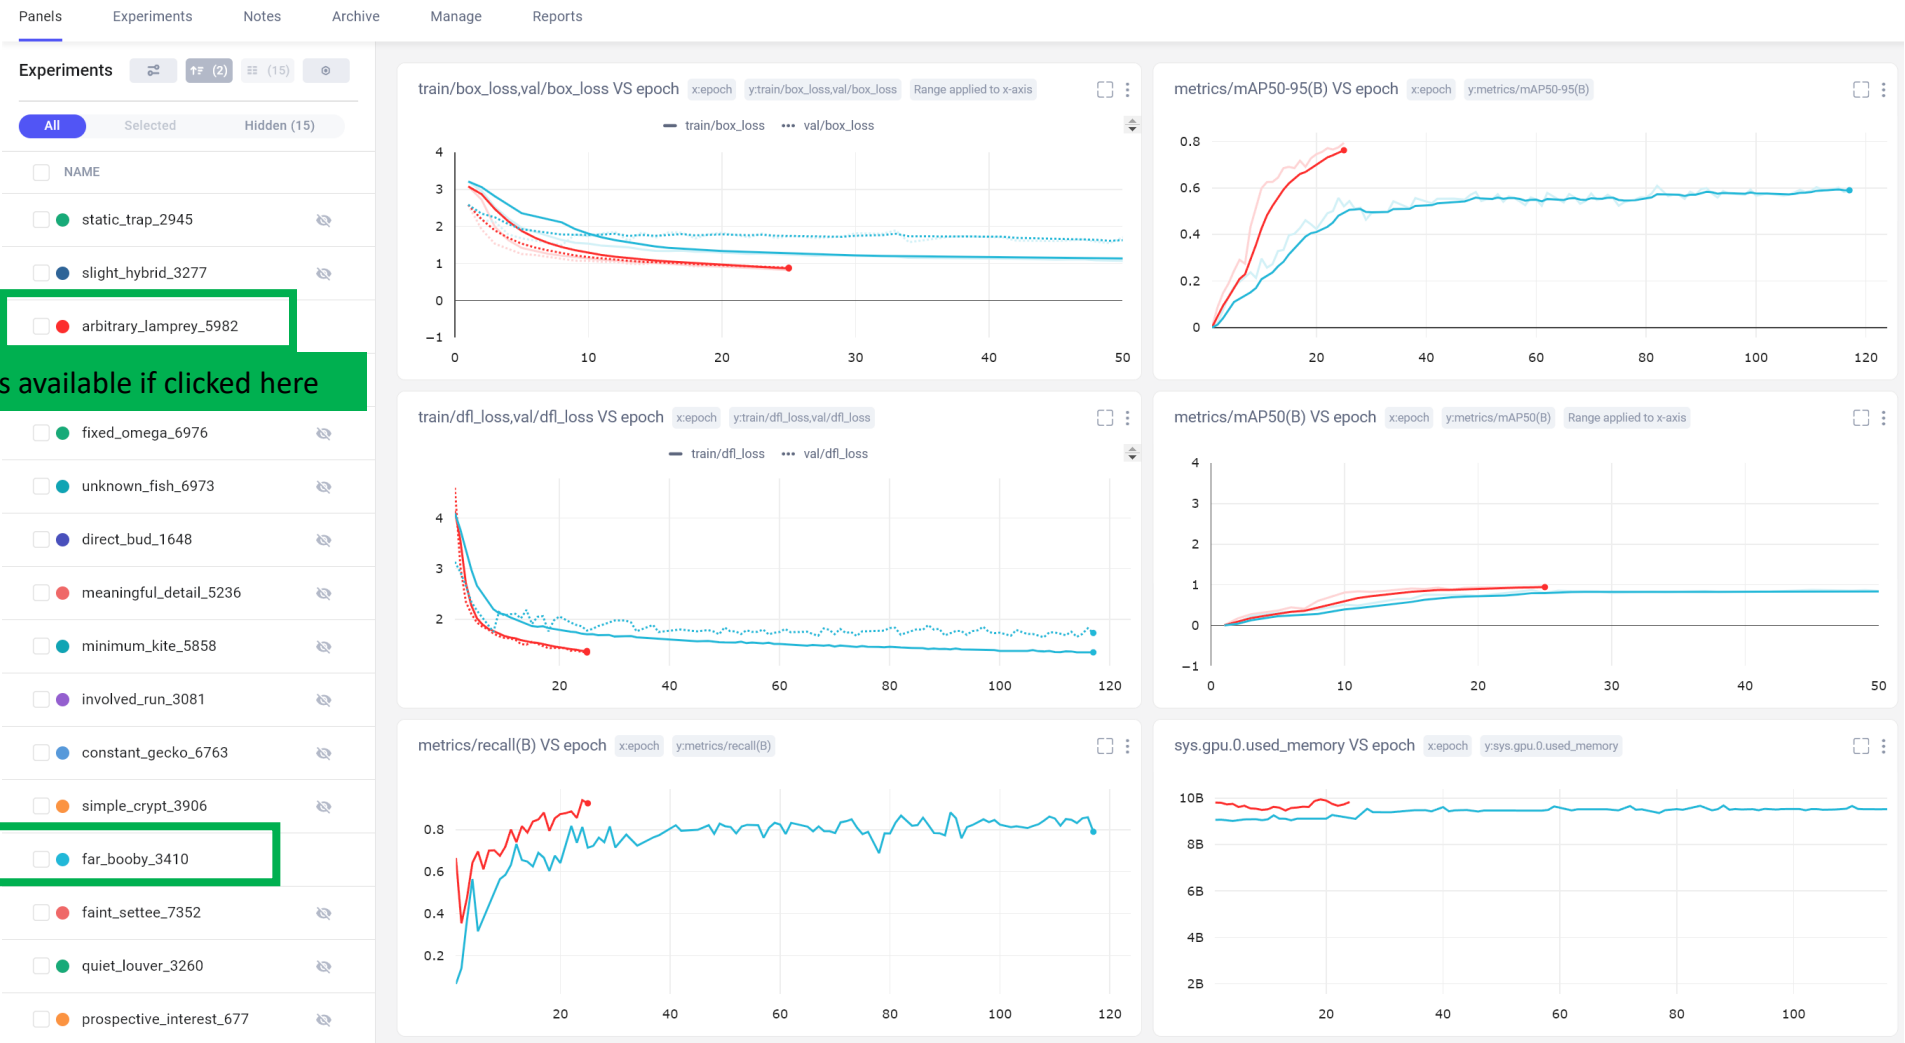 Panels Experiments Notes Archive Manage Reports
Experiments (2) (15)
All Selected Hidden (15)
NAME
static_trap_2945
slight_hybrid_3277
arbitrary_lamprey_5982
s available if clicked here
fixed_omega_6976
unknown_fish_6973
direct_bud_1648
meaningful_detail_5236
minimum_kite_5858
involved_run_3081
constant_gecko_6763
simple_crypt_3906
far_booby_3410
faint_settee_7352
quiet_louver_3260
prospective_interest_677
train/box_loss,val/box_loss VS epoch x:epoch y:train/box_loss,val/box_loss Range applied to x-axis
train/box_loss val/box_loss
4
3
2
1
0
−1
0 10 20 30 40 50
metrics/mAP50-95(B) VS epoch x:epoch y:metrics/mAP50-95(B)
0.8
0.6
0.4
0.2
0
20 40 60 80 100 120
train/dfl_loss,val/dfl_loss VS epoch x:epoch y:train/dfl_loss,val/dfl_loss
train/dfl_loss val/dfl_loss
4
3
2
20 40 60 80 100 120
metrics/mAP50(B) VS epoch x:epoch y:metrics/mAP50(B) Range applied to x-axis
4
3
2
1
0
−1
0 10 20 30 40 50
metrics/recall(B) VS epoch x:epoch y:metrics/recall(B)
0.8
0.6
0.4
0.2
20 40 60 80 100 120
sys.gpu.0.used_memory VS epoch x:epoch y:sys.gpu.0.used_memory
10B
8B
6B
4B
2B
20 40 60 80 100